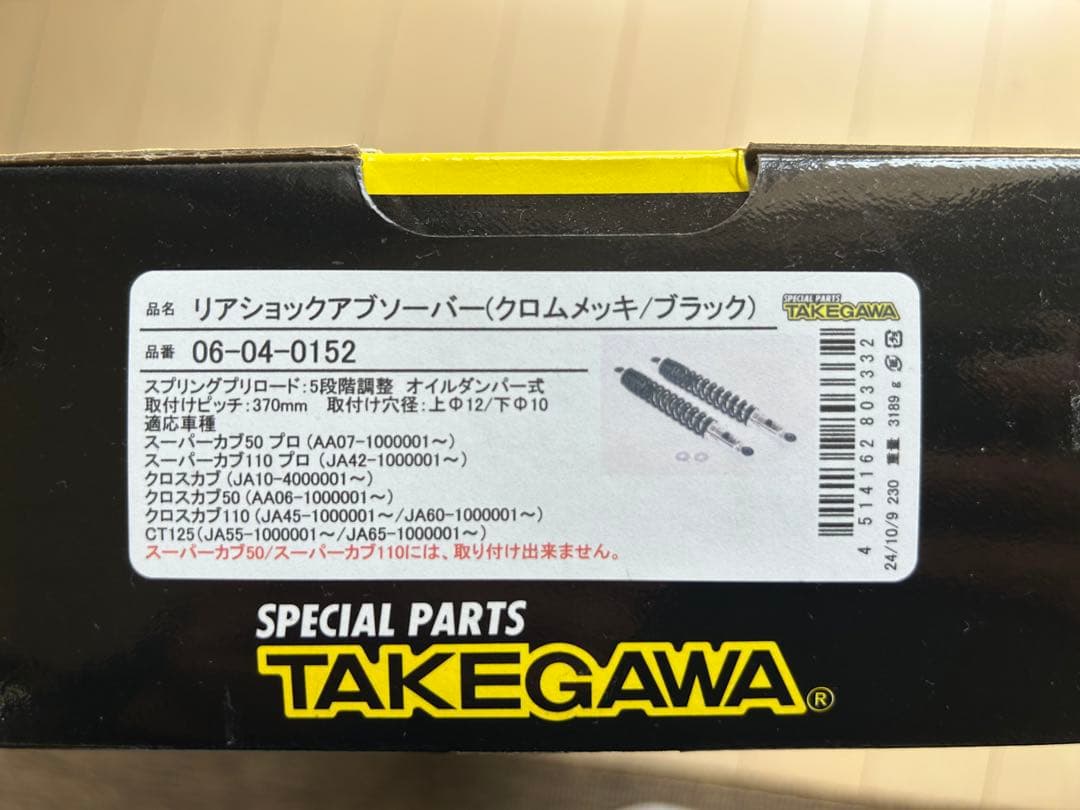 品名 リアショックアブソーバー(クロムメッキ/ブラック)
SPECIAL PARTS
TAKEGAWA
品番 06-04-0152
スプリングプリロード:5段階調整 オイルダンパー式
取付けピッチ:370mm 取付け穴径:上Φ12/下Φ10
適応車種
スーパーカブ50 プロ (AA07-1000001~)
スーパーカブ110 プロ (JA42-1000001~)
クロスカブ (JA10-4000001~)
クロスカブ50 (AA06-1000001~)
クロスカブ110 (JA45-1000001~/JA60-1000001~)
CT125(JA55-1000001~/JA65-1000001~)
スーパーカブ50/スーパーカブ110には、取り付け出来ません。
4 514162 803332
24/10/9 230 重量 3189 g
SPECIAL PARTS
TAKEGAWA®